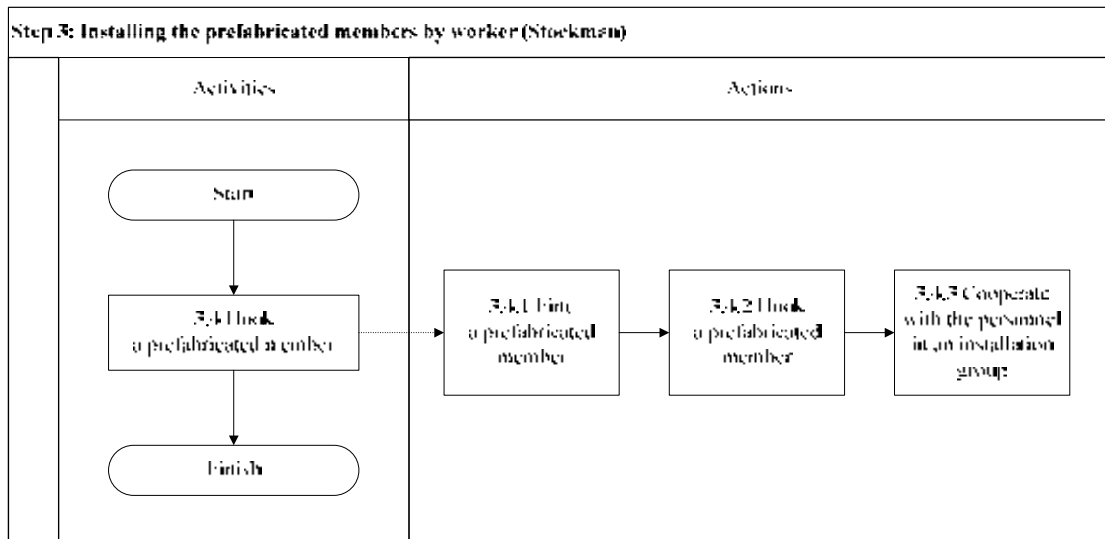 Step 3: Installing the prefabricated members by worker (Stockman)
Activities
Actions
Start
3.4 Hook
a prefabricated member
Finish
3.4.1 Find
a prefabricated
member
3.4.2 Hook
a prefabricated
member
3.4.3 Cooperate
with the personnel
in an installation
group